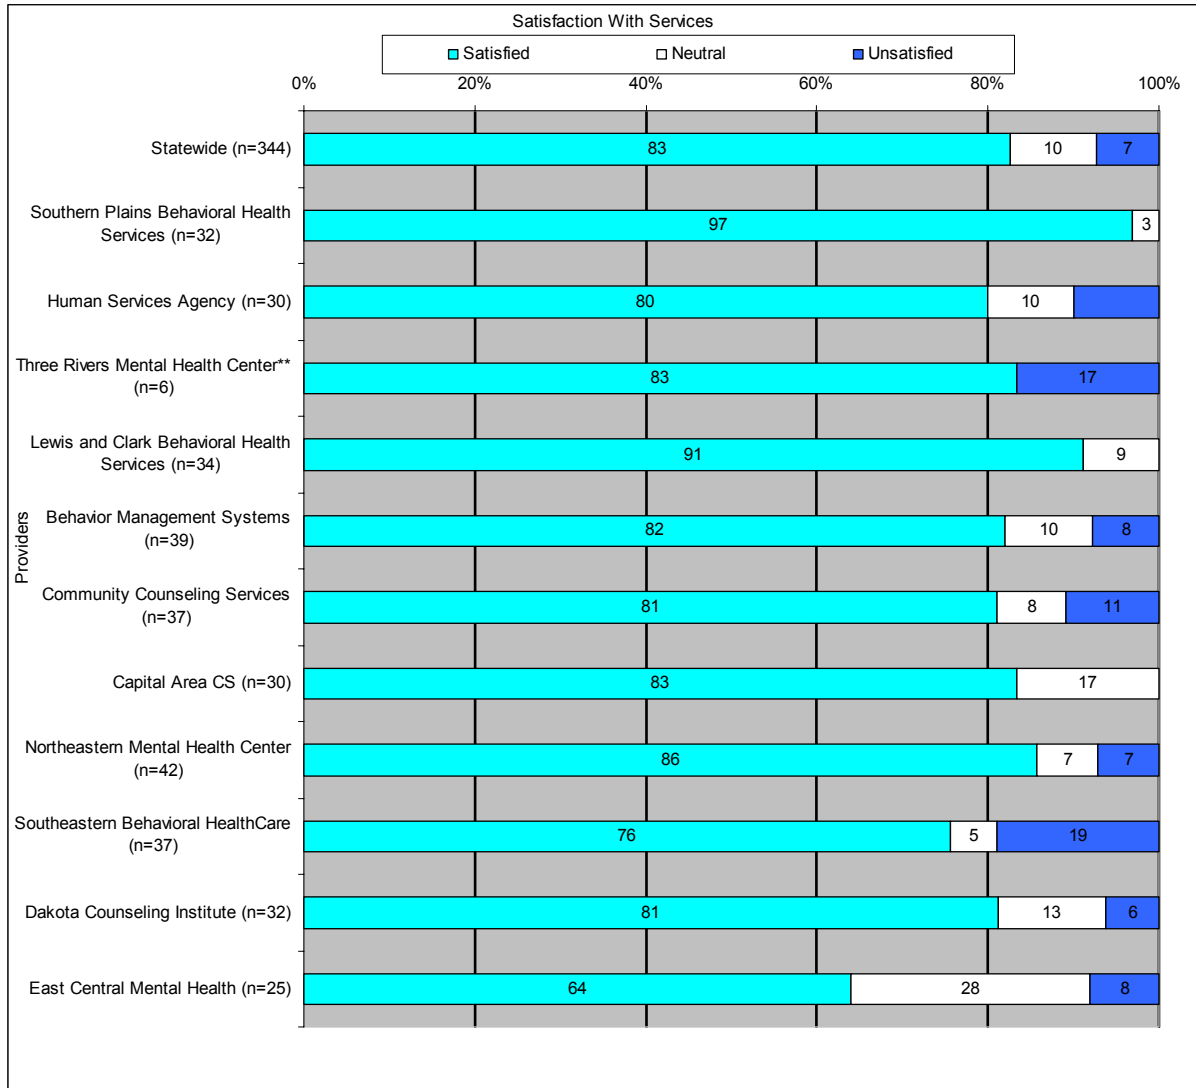 Satisfaction With Services
Satisfied Neutral Unsatisfied
0% 20% 40% 60% 80% 100%
Providers
Statewide (n=344)
83 10 7
Southern Plains Behavioral Health
Services (n=32)
97 3
Human Services Agency (n=30)
80 10
Three Rivers Mental Health Center**
(n=6)
83 17
Lewis and Clark Behavioral Health
Services (n=34)
91 9
Behavior Management Systems
(n=39)
82 10 8
Community Counseling Services
(n=37)
81 8 11
Capital Area CS (n=30)
83 17
Northeastern Mental Health Center
(n=42)
86 7 7
Southeastern Behavioral HealthCare
(n=37)
76 5 19
Dakota Counseling Institute (n=32)
81 13 6
East Central Mental Health (n=25)
64 28 8